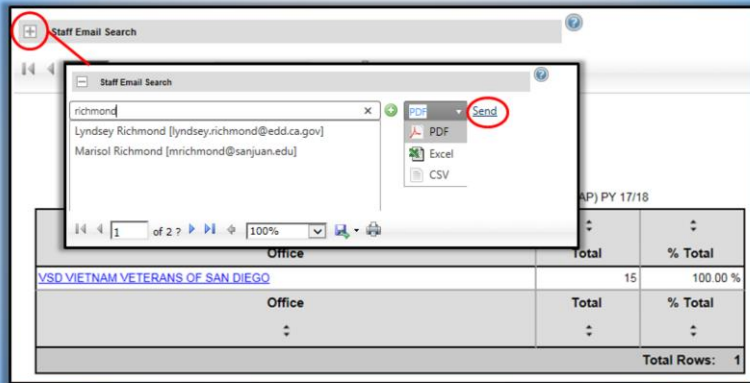 Staff Email Search
Staff Email Search
richmond
PDF
Send
Lyndsey Richmond [lyndsey.richmond@edd.ca.gov]
Marisol Richmond [mrichmond@sanjuan.edu]
PDF
Excel
CSV
1 of 2 ? 100%
AP) PY 17/18
Office Total % Total
VSD VIETNAM VETERANS OF SAN DIEGO 15 100.00 %
Office Total % Total
Total Rows: 1